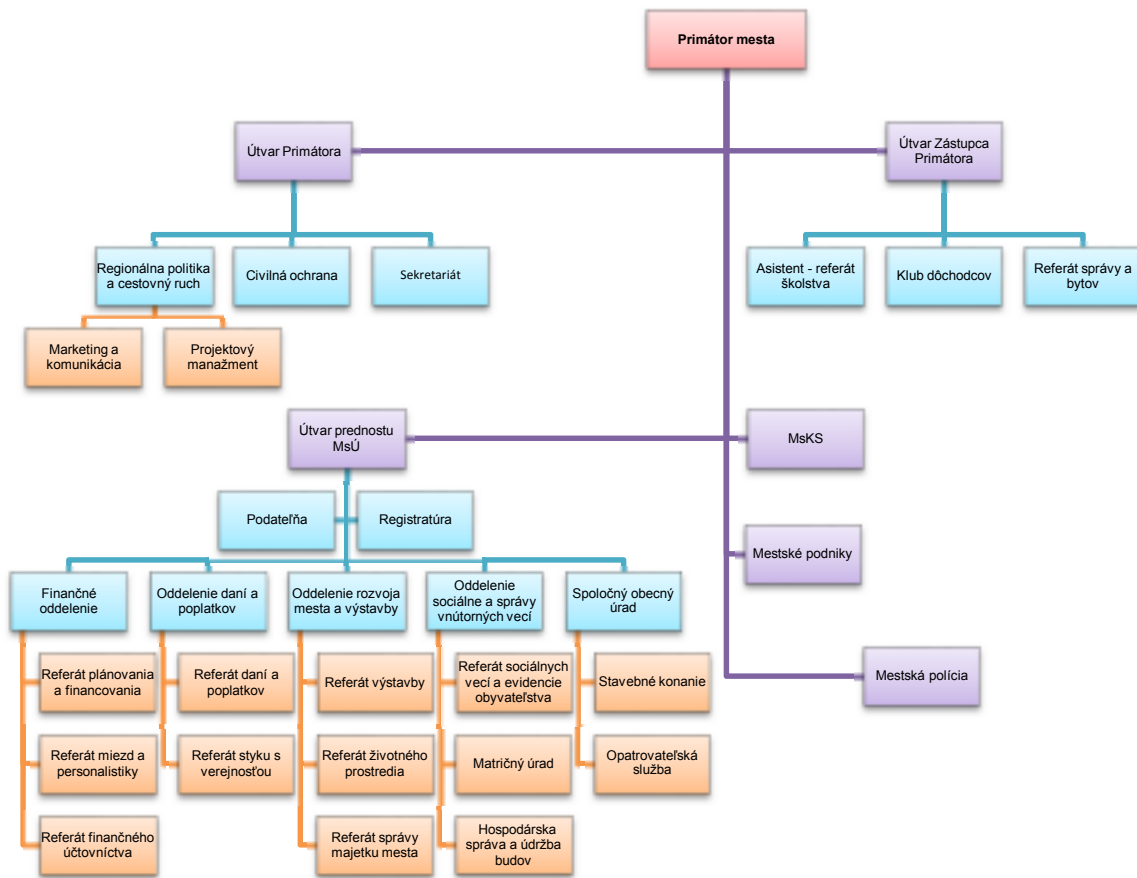 Primátor mesta
Útvar Primátora
Útvar Zástupca
Primátora
Regionálna politika
a cestovný ruch
Civilná ochrana
Sekretariát
Asistent - referát
školstva
Klub dôchodcov
Referát správy a
bytov
Marketing a
komunikácia
Projektový
manažment
Útvar prednostu
MsÚ
MsKS
Podateľňa
Registratúra
Mestské podniky
Finančné
oddelenie
Oddelenie daní a
poplatkov
Oddelenie rozvoja
mesta a výstavby
Oddelenie
sociálne a správy
vnútorných vecí
Spoločný obecný
úrad
Referát plánovania
a financovania
Referát daní a
poplatkov
Referát výstavby
Referát sociálnych
vecí a evidencie
obyvateľstva
Stavebné konanie
Mestská polícia
Referát miezd a
personalistiky
Referát styku s
verejnosťou
Referát životného
prostredia
Matričný úrad
Opatrovateľská
služba
Referát finančného
účtovníctva
Referát správy
majetku mesta
Hospodárska
správa a údržba
budov